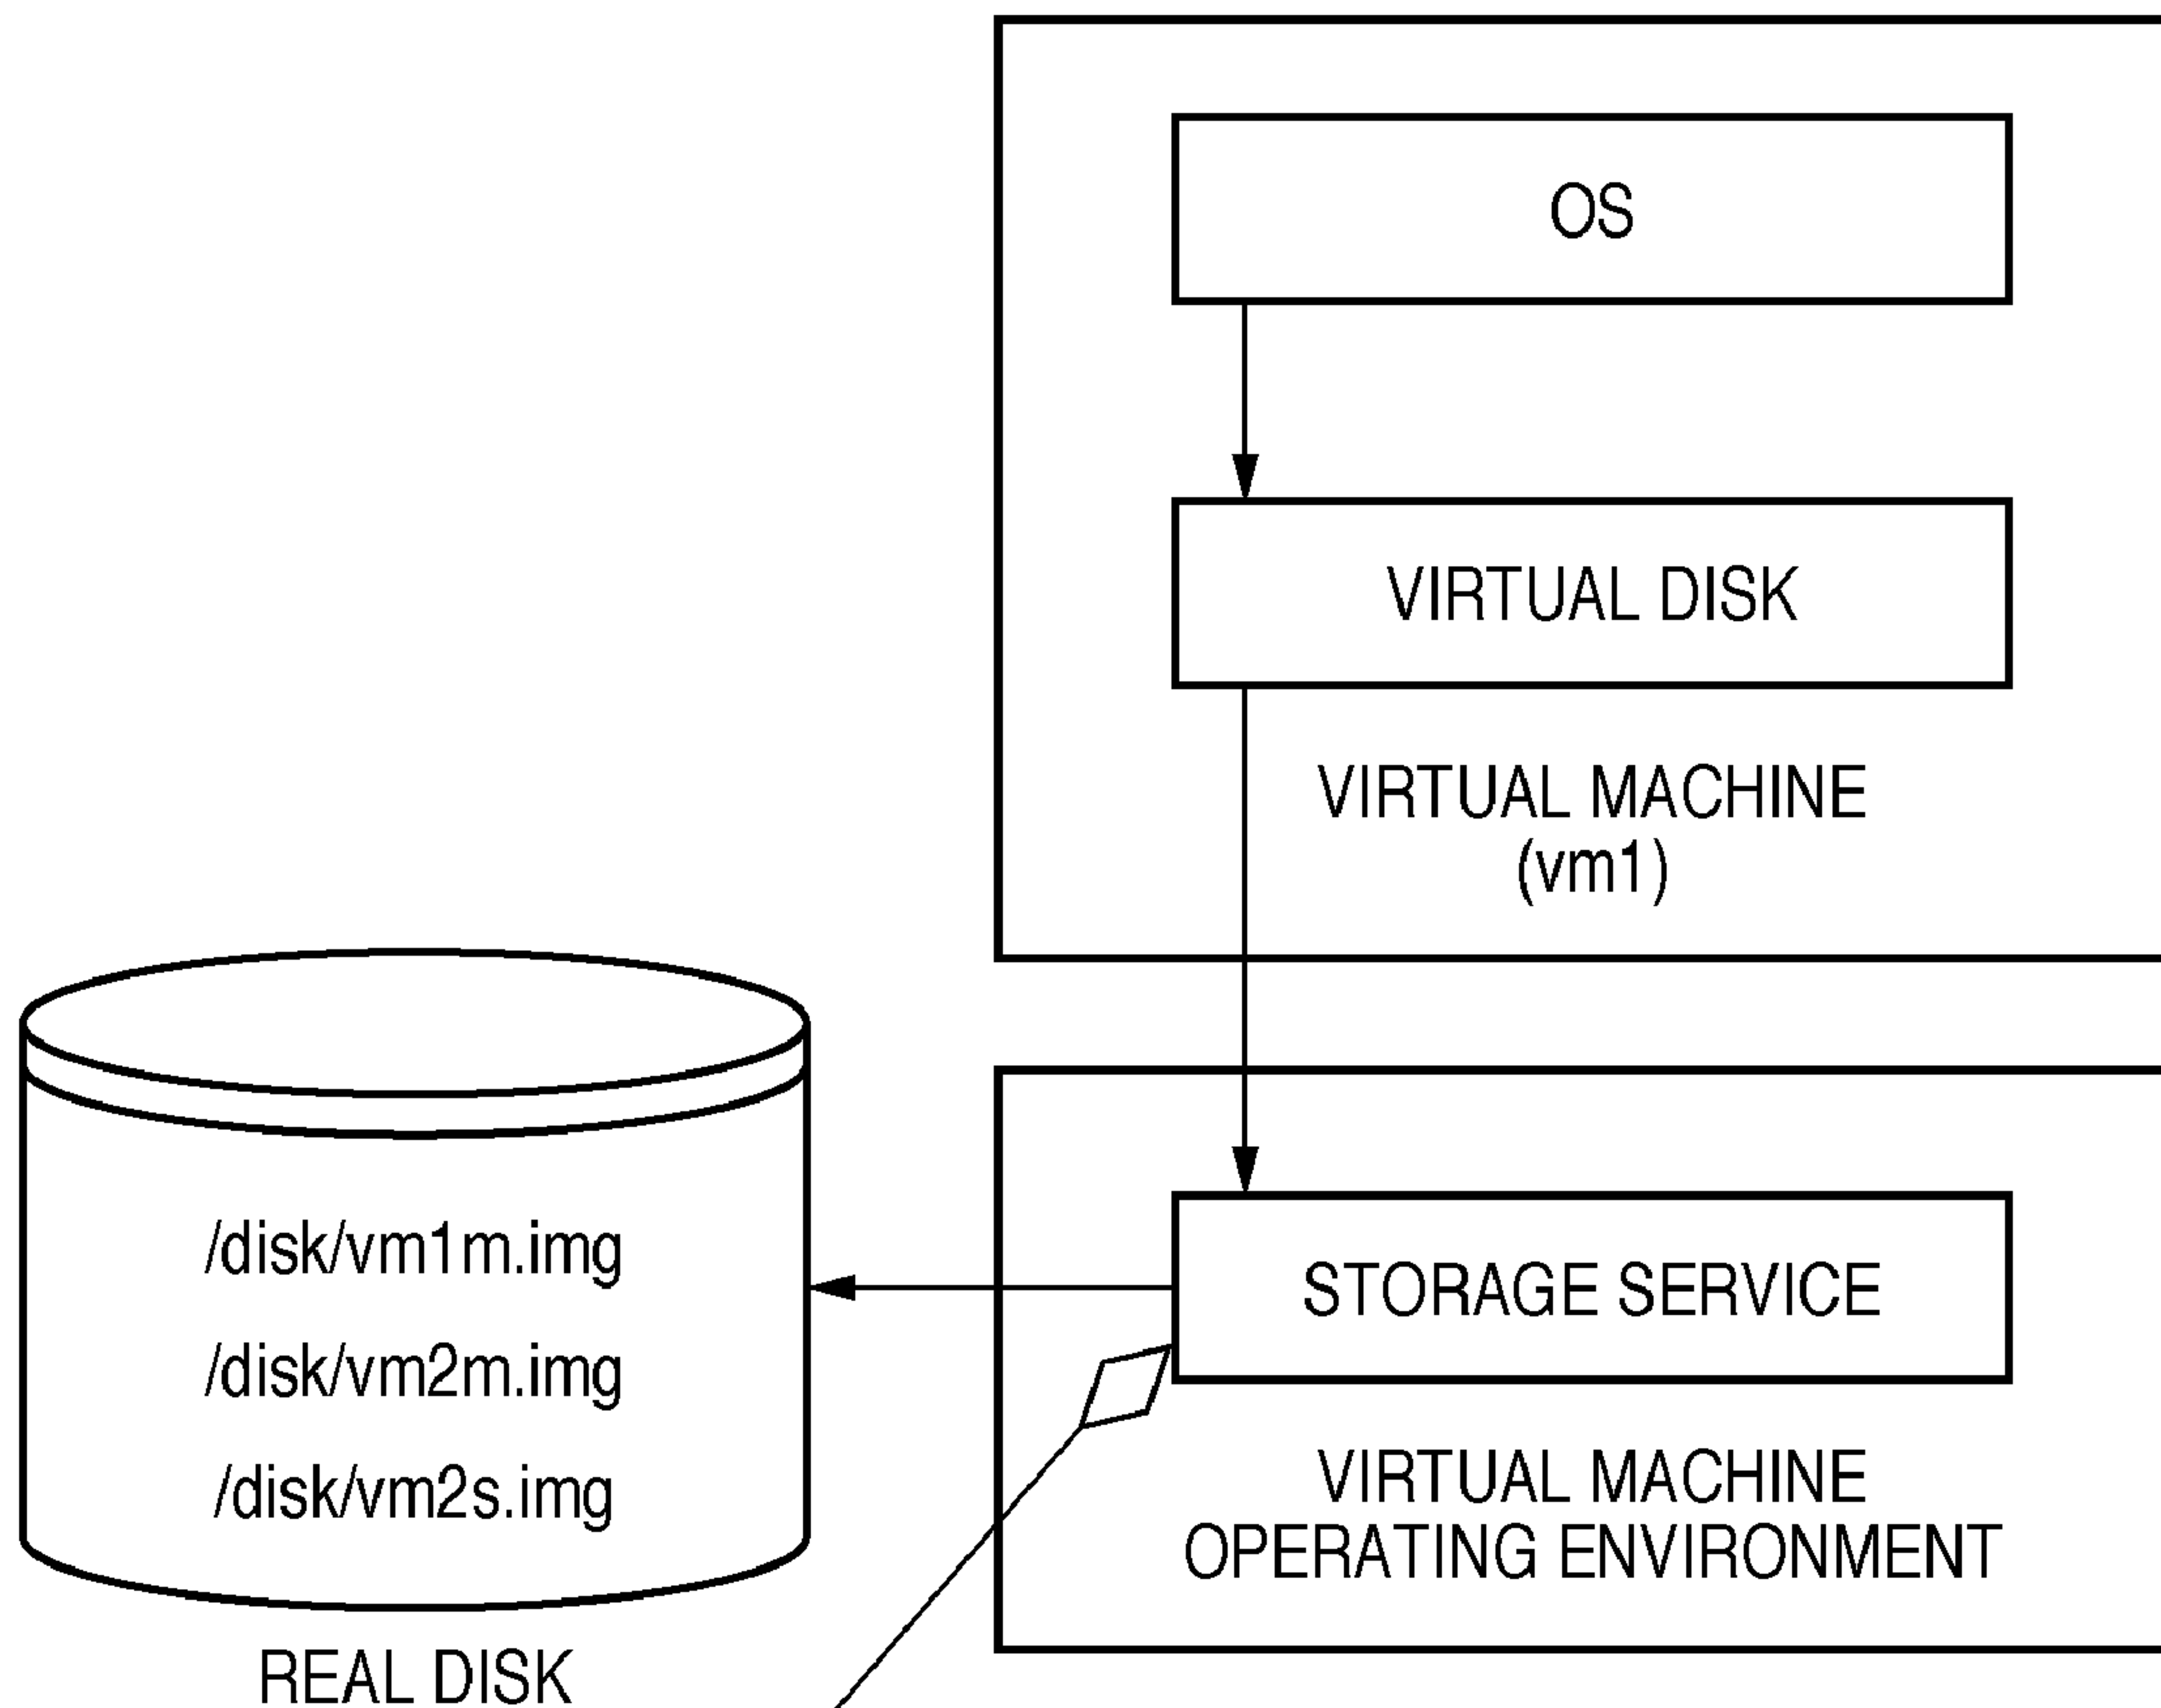 OS
VIRTUAL DISK
VIRTUAL MACHINE
(vm1)
/disk/vm1m.img
/disk/vm2m.img
/disk/vm2s.img
REAL DISK
STORAGE SERVICE
VIRTUAL MACHINE
OPERATING ENVIRONMENT